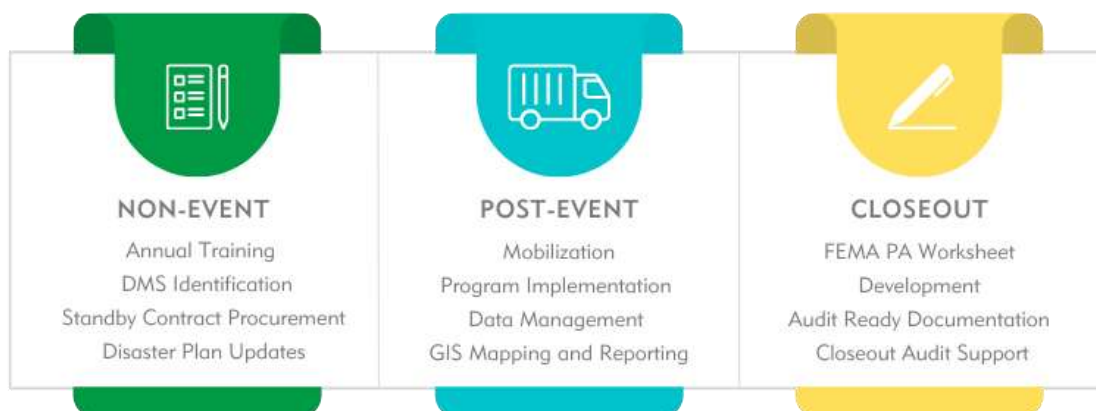 NON-EVENT
Annual Training
DMS Identification
Standby Contract Procurement
Disaster Plan Updates
POST-EVENT
Mobilization
Program Implementation
Data Management
GIS Mapping and Reporting
CLOSEOUT
FEMA PA Worksheet
Development
Audit Ready Documentation
Closeout Audit Support